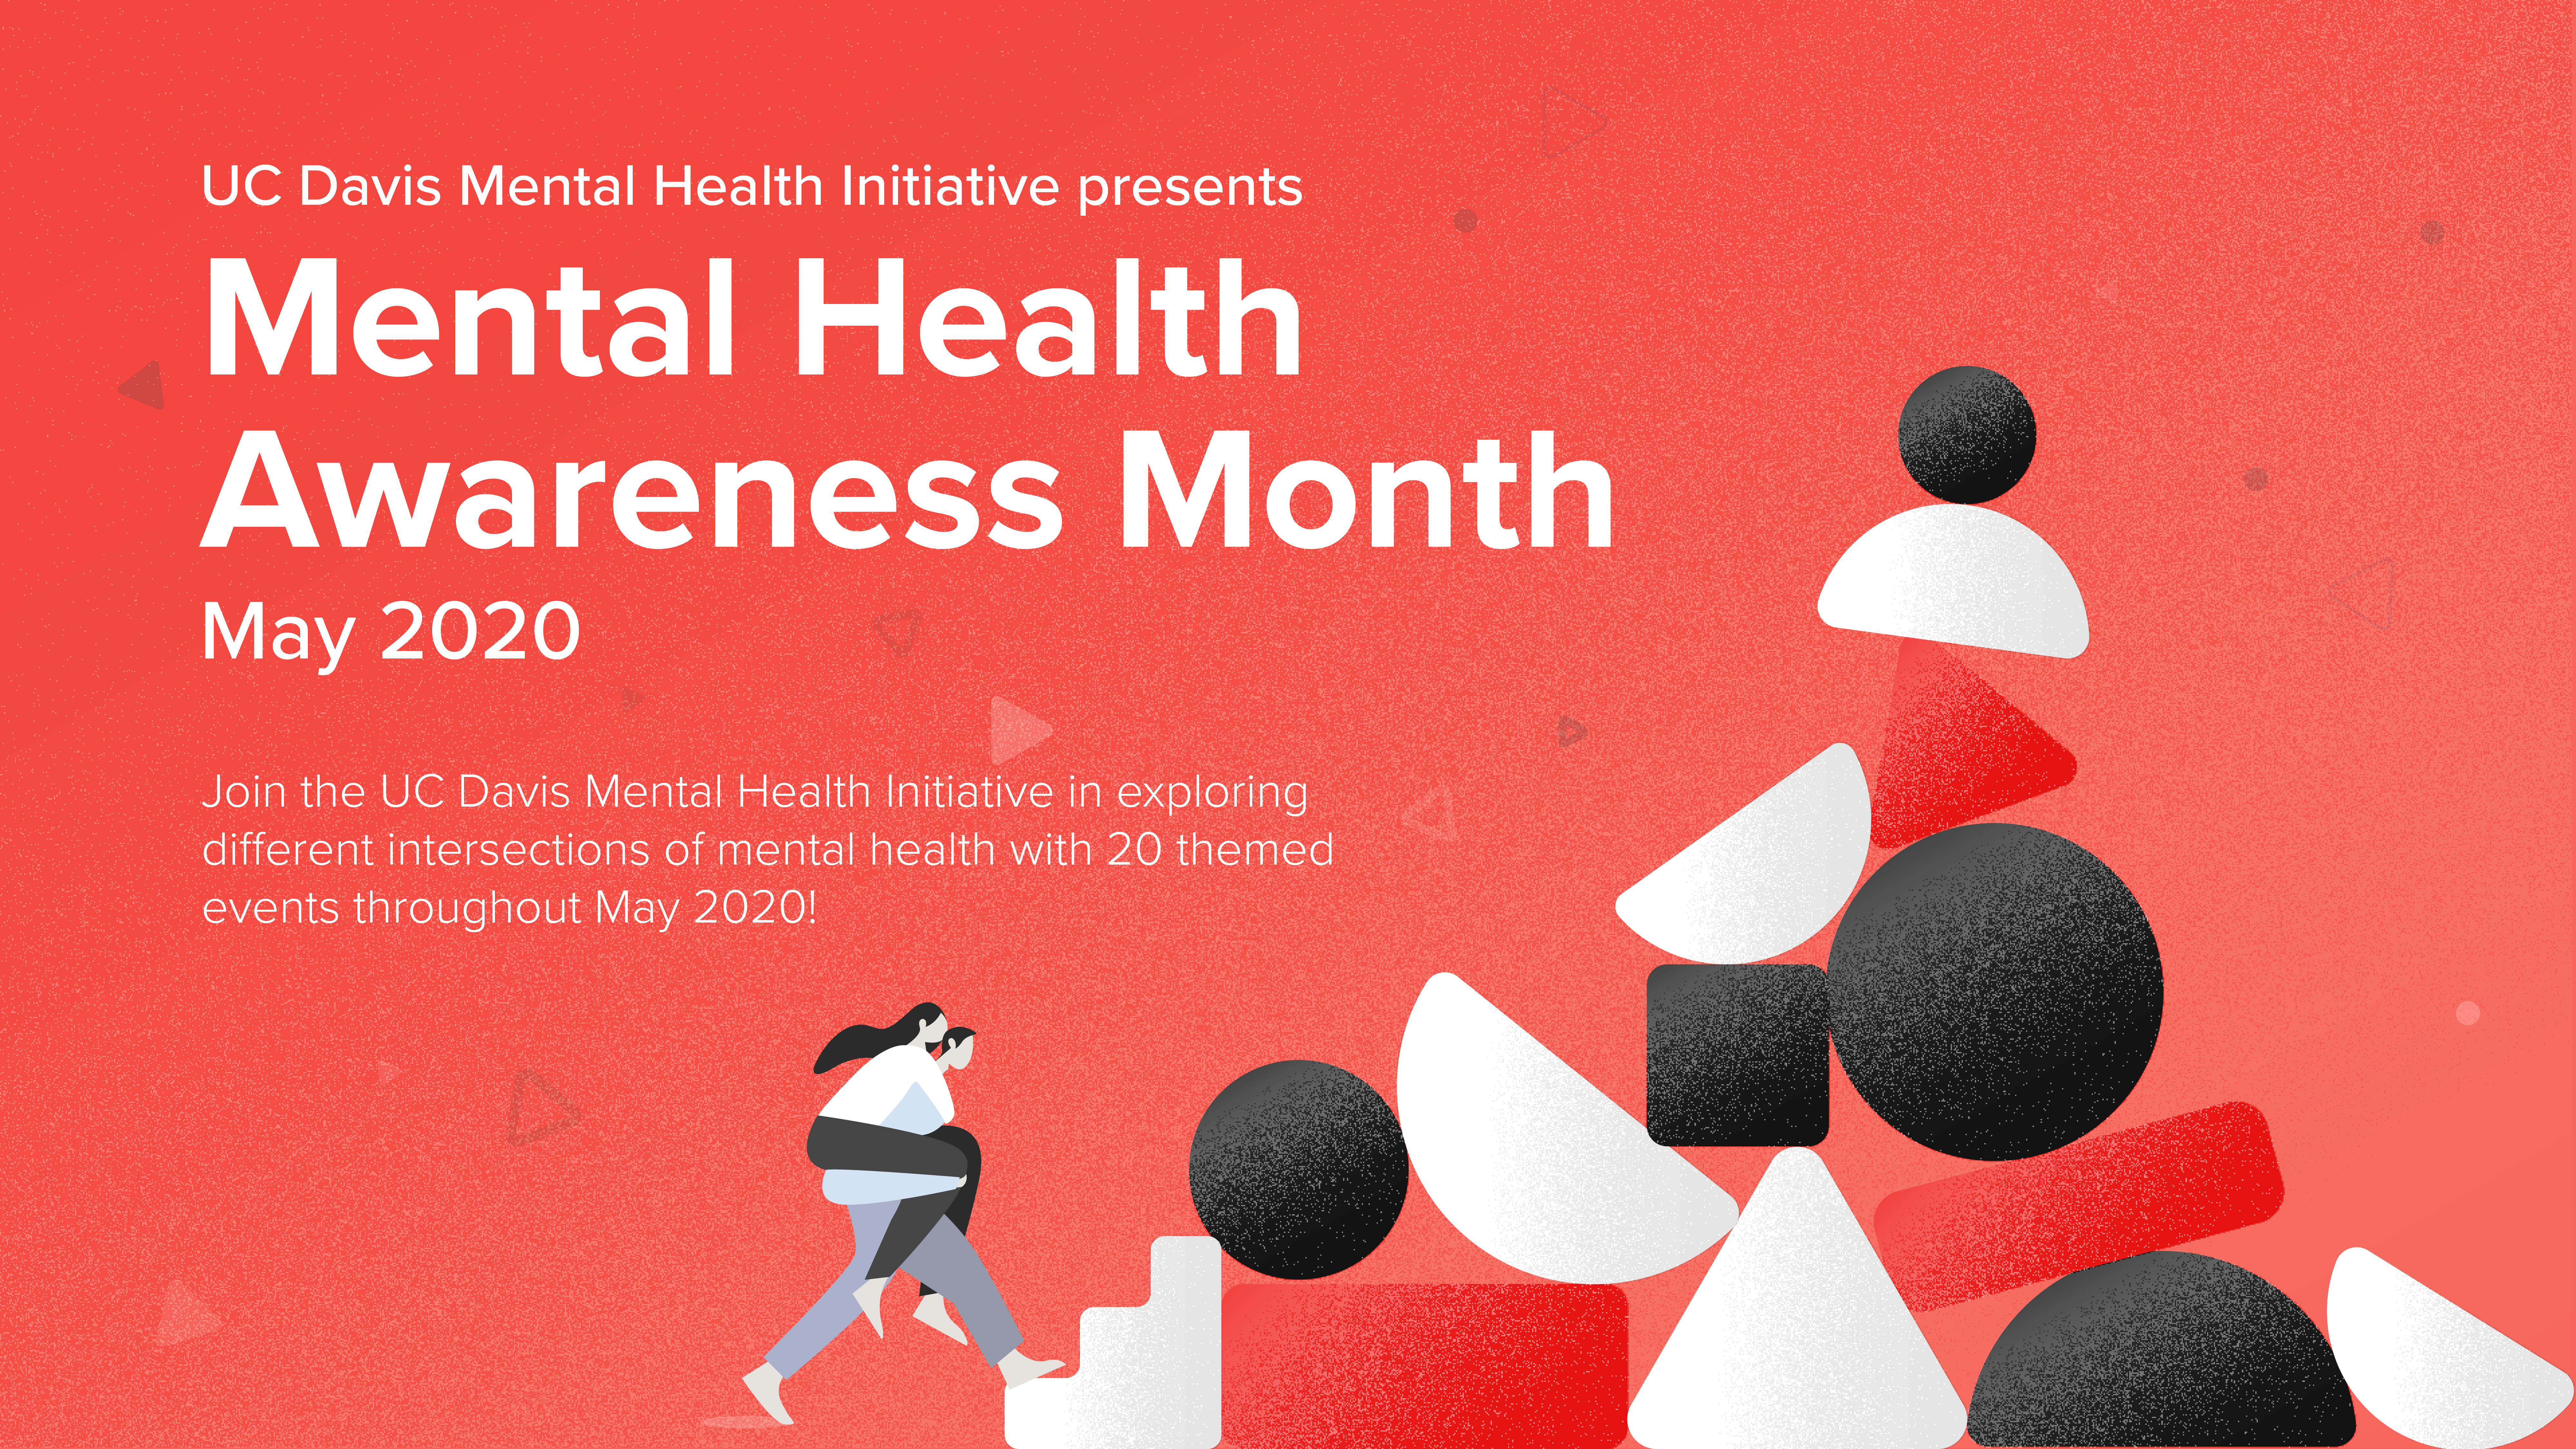 UC Davis Mental Health Initiative presents
Mental Health
Awareness Month
May 2020
Join the UC Davis Mental Health Initiative in exploring
different intersections of mental health with 20 themed
events throughout May 2020!